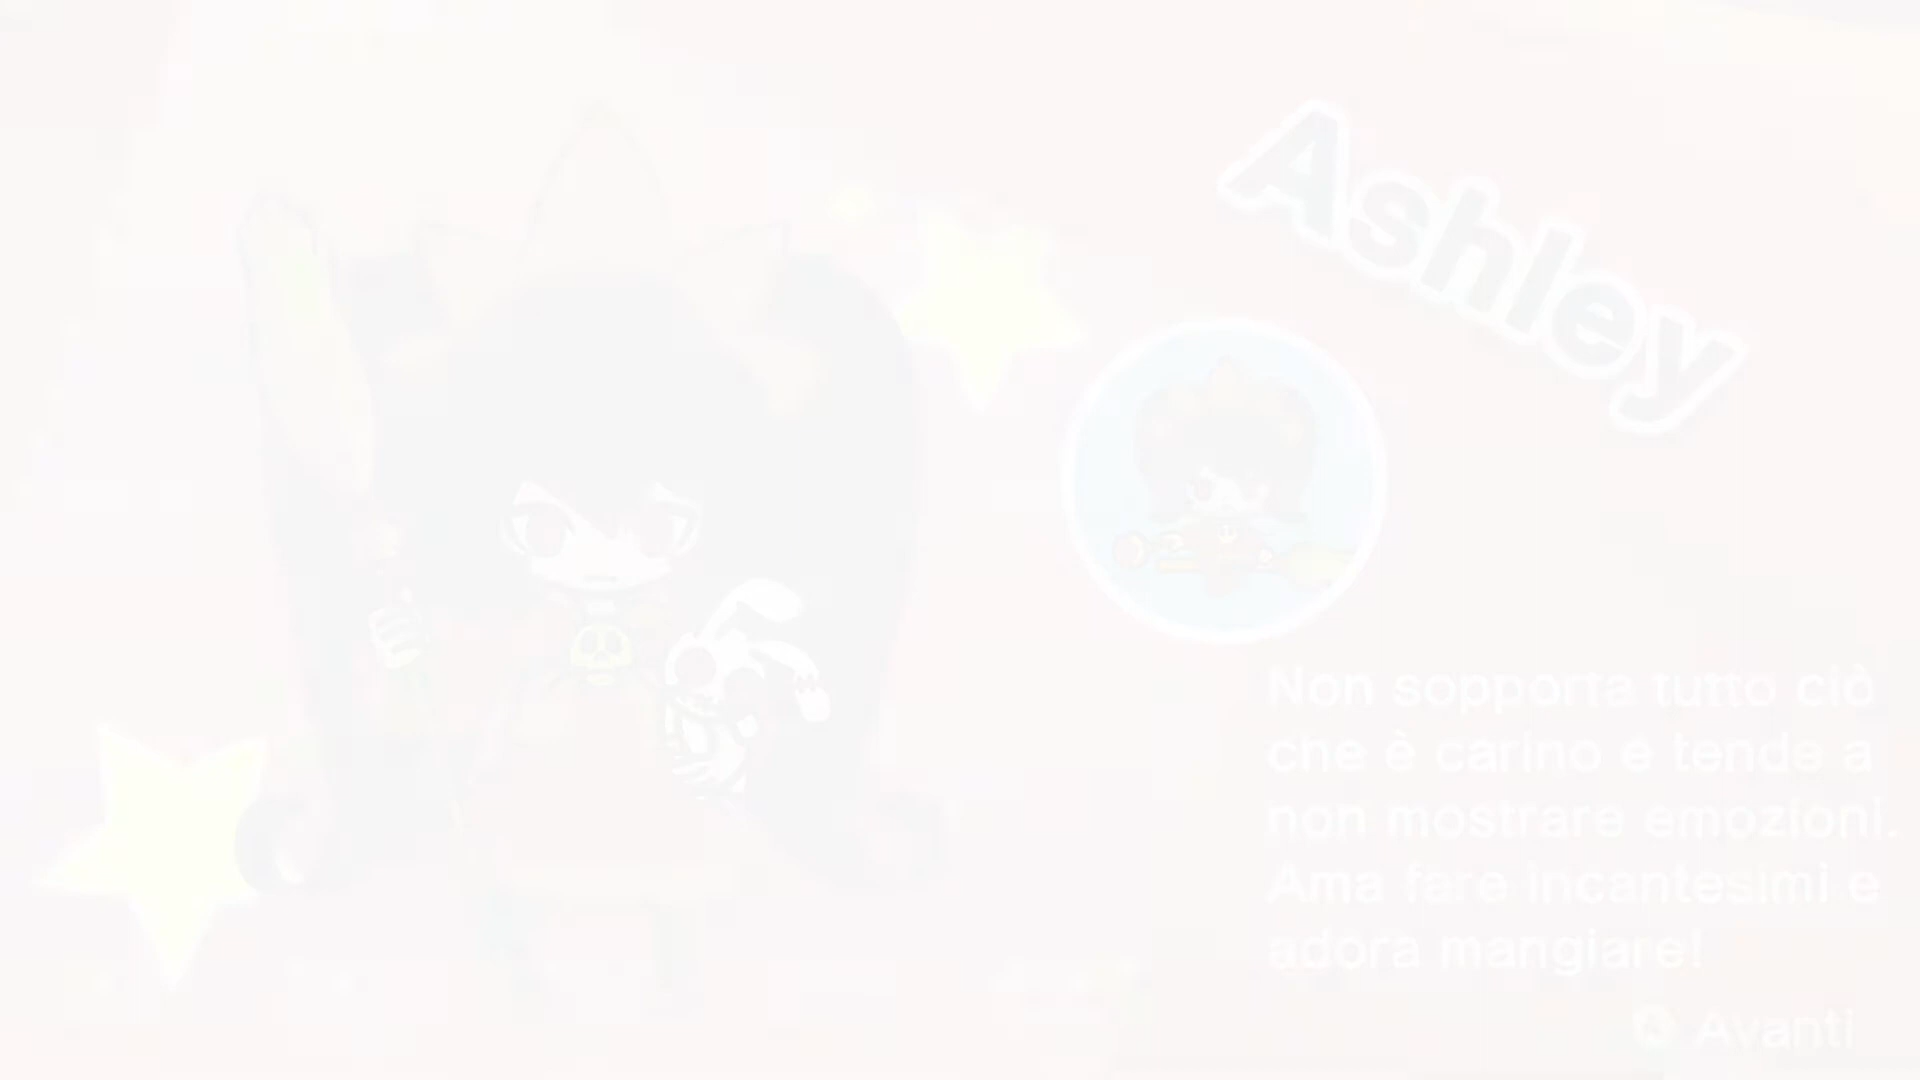 Ashley
Non sopporta tutto ciò
che è carino e tende a
non mostrare emozioni.
Ama fare incantesimi e
adora mangiare!
A Avanti